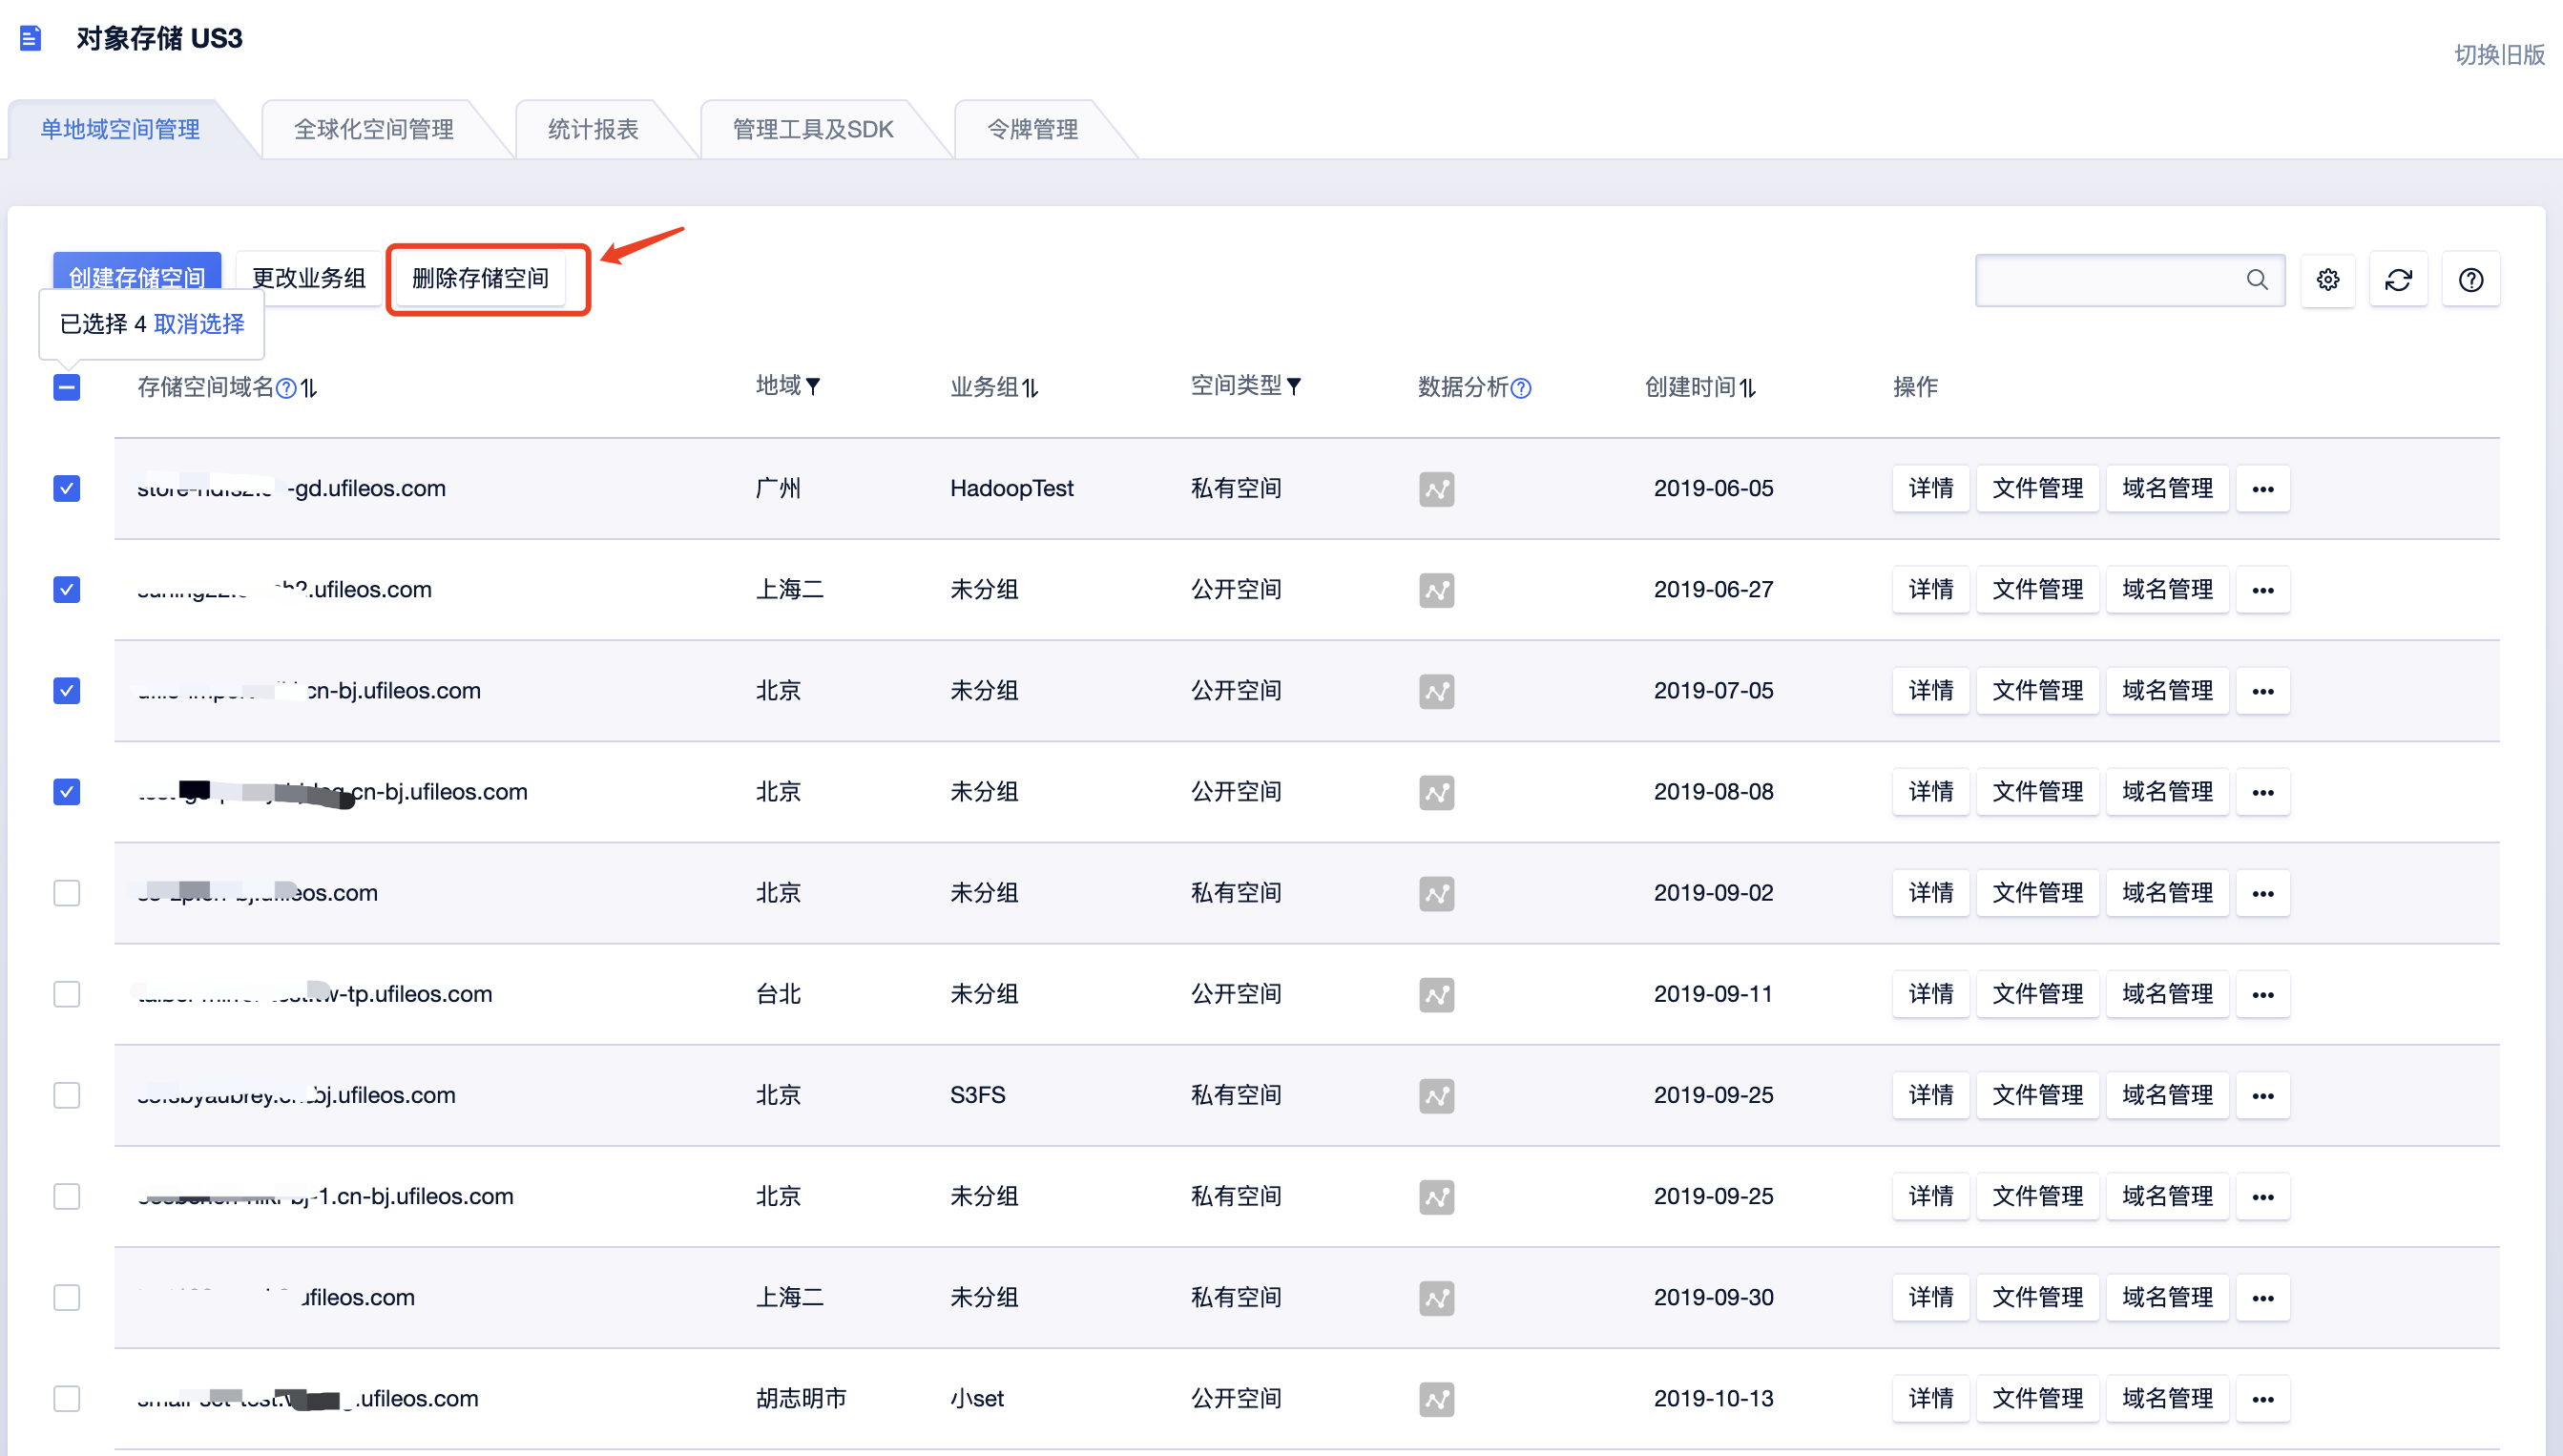 对象存储 US3
切换旧版
单地域空间管理 全球化空间管理 统计报表 管理工具及SDK 令牌管理
创建存储空间 更改业务组 删除存储空间
已选择 4 取消选择
存储空间域名 地域 业务组 空间类型 数据分析 创建时间 操作
-gd.ufileos.com 广州 HadoopTest 私有空间 2019-06-05 详情 文件管理 域名管理
.ufileos.com 上海二 未分组 公开空间 2019-06-27 详情 文件管理 域名管理
cn-bj.ufileos.com 北京 未分组 公开空间 2019-07-05 详情 文件管理 域名管理
cn-bj.ufileos.com 北京 未分组 公开空间 2019-08-08 详情 文件管理 域名管理
eos.com 北京 未分组 私有空间 2019-09-02 详情 文件管理 域名管理
-tp.ufileos.com 台北 未分组 公开空间 2019-09-11 详情 文件管理 域名管理
bj.ufileos.com 北京 S3FS 私有空间 2019-09-25 详情 文件管理 域名管理
-1.cn-bj.ufileos.com 北京 未分组 私有空间 2019-09-25 详情 文件管理 域名管理
ufileos.com 上海二 未分组 私有空间 2019-09-30 详情 文件管理 域名管理
.ufileos.com 胡志明市 小set 公开空间 2019-10-13 详情 文件管理 域名管理